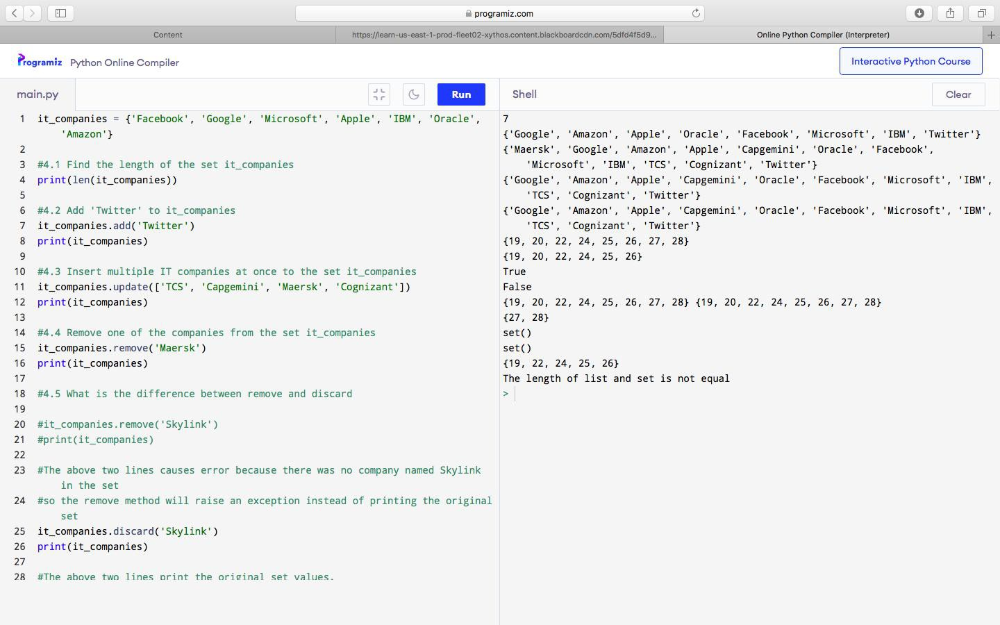 programiz.com
Content
https://learn-us-east-1-prod-fleet02-xythos.content.blackboardcdn.com/5dfd4f5d9...
Online Python Compiler (Interpreter)
Programiz Python Online Compiler
Interactive Python Course
main.py
Run
Shell
Clear
1 it_companies = {'Facebook', 'Google', 'Microsoft', 'Apple', 'IBM', 'Oracle',
'Amazon'}
2
3 #4.1 Find the length of the set it_companies
4 print(len(it_companies))
5
6 #4.2 Add 'Twitter' to it_companies
7 it_companies.add('Twitter')
8 print(it_companies)
9
10 #4.3 Insert multiple IT companies at once to the set it_companies
11 it_companies.update(['TCS', 'Capgemini', 'Maersk', 'Cognizant'])
12 print(it_companies)
13
14 #4.4 Remove one of the companies from the set it_companies
15 it_companies.remove('Maersk')
16 print(it_companies)
17
18 #4.5 What is the difference between remove and discard
19
20 #it_companies.remove('Skylink')
21 #print(it_companies)
22
23 #The above two lines causes error because there was no company named Skylink
in the set
24 #so the remove method will raise an exception instead of printing the original
set
25 it_companies.discard('Skylink')
26 print(it_companies)
27
28 #The above two lines print the original set values.
7
{'Google', 'Amazon', 'Apple', 'Oracle', 'Facebook', 'Microsoft', 'IBM', 'Twitter'}
{'Maersk', 'Google', 'Amazon', 'Apple', 'Capgemini', 'Oracle', 'Facebook',
'Microsoft', 'IBM', 'TCS', 'Cognizant', 'Twitter'}
{'Google', 'Amazon', 'Apple', 'Capgemini', 'Oracle', 'Facebook', 'Microsoft', 'IBM',
'TCS', 'Cognizant', 'Twitter'}
{'Google', 'Amazon', 'Apple', 'Capgemini', 'Oracle', 'Facebook', 'Microsoft', 'IBM',
'TCS', 'Cognizant', 'Twitter'}
{19, 20, 22, 24, 25, 26, 27, 28}
{19, 20, 22, 24, 25, 26}
True
False
{19, 20, 22, 24, 25, 26, 27, 28} {19, 20, 22, 24, 25, 26, 27, 28}
{27, 28}
set()
set()
{19, 22, 24, 25, 26}
The length of list and set is not equal
>